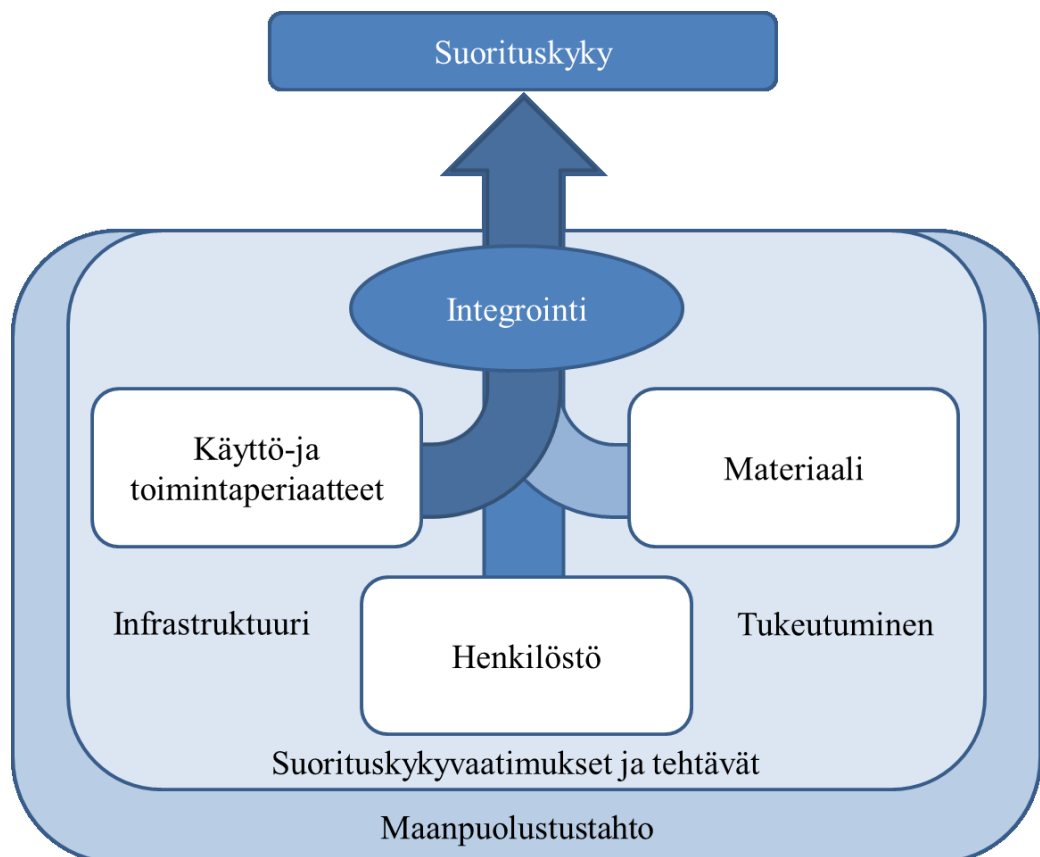 Suorituskyky
Integrointi
Käyttö-ja
toimintaperiaatteet
Materiaali
Infrastruktuuri
Henkilöstö
Tukeutuminen
Suorituskykyvaatimukset ja tehtävät
Maanpuolustustahto